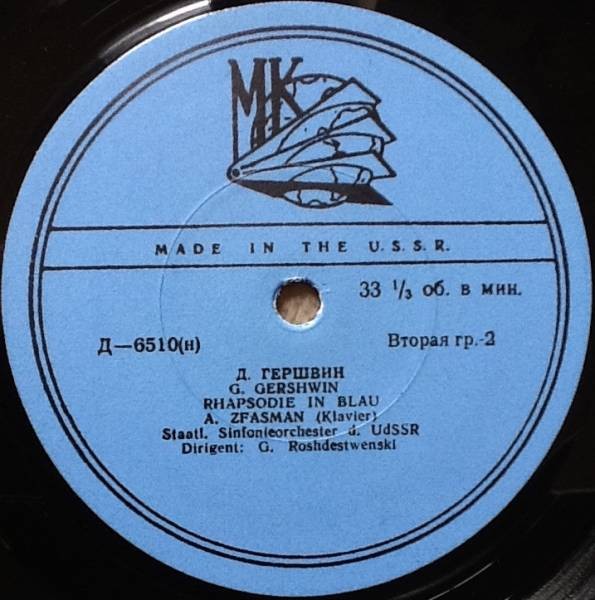 МК
MADE IN THE U.S.S.R.
33 ⅓ об. в мин.
Д—6510(н)
Вторая гр.-2
Д. ГЕРШВИН
G. GERSHWIN
RHAPSODIE IN BLAU
A. ZFASMAN (Klavier)
Staatl. Sinfonieorchester d. UdSSR
Dirigent: G. Roshdestwenski